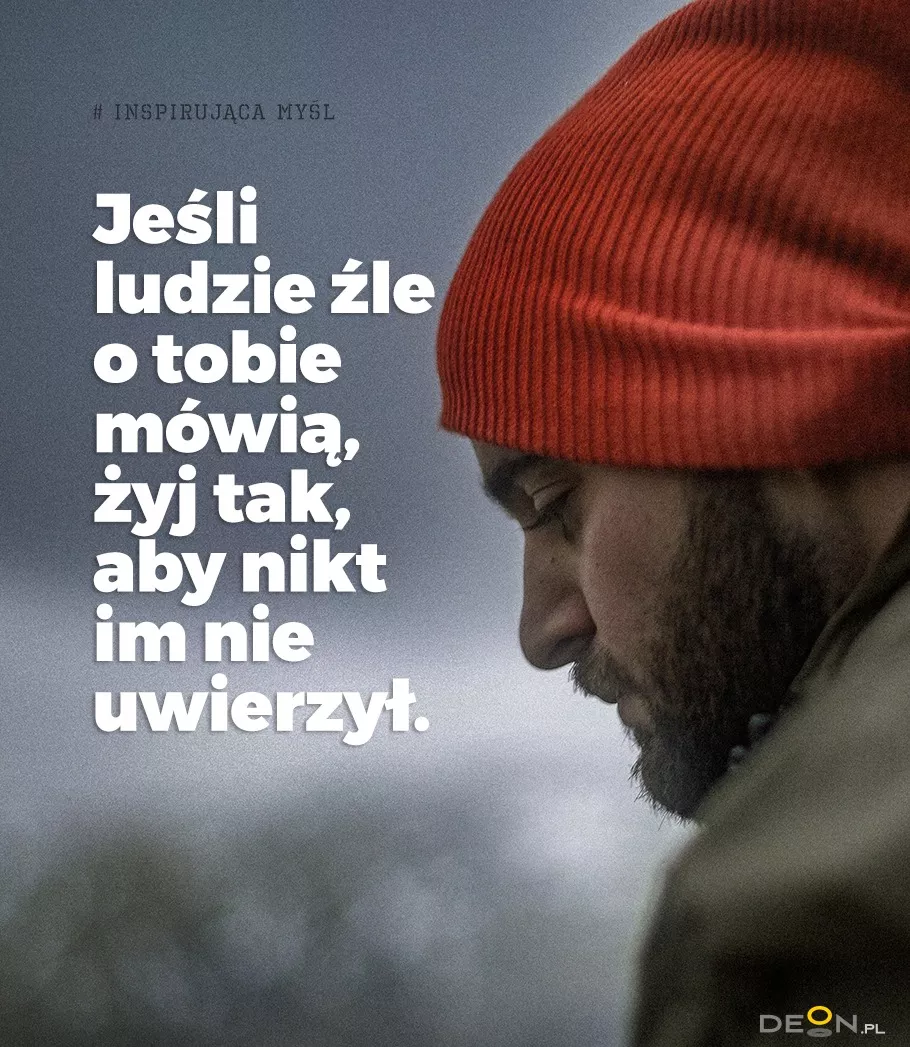 # INSPIRUJĄCA MYŚL
Jeśli
ludzie źle
o tobie
mówią,
żyj tak,
aby nikt
im nie
uwierzył.
DEON.PL